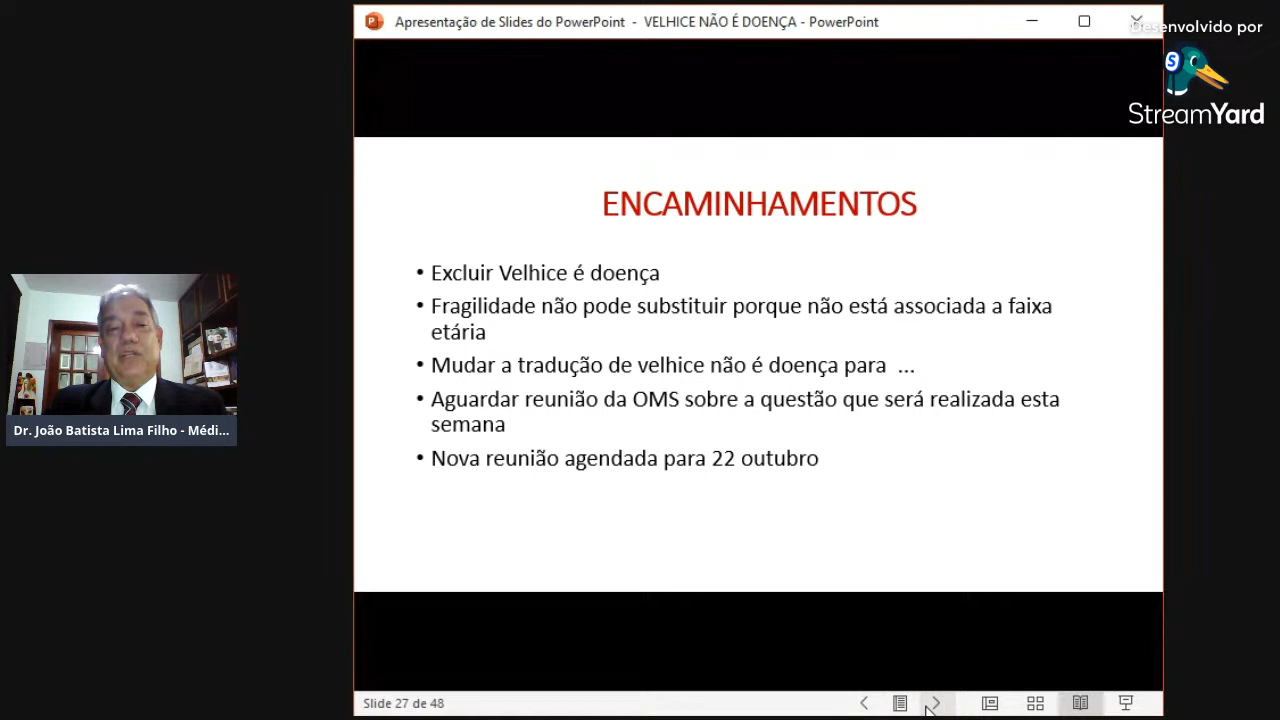 Apresentação de Slides do PowerPoint - VELHICE NÃO É DOENÇA - PowerPoint
Desenvolvido por
S
StreamYard
ENCAMINHAMENTOS
• Excluir Velhice é doença
• Fragilidade não pode substituir porque não está associada a faixa
etária
• Mudar a tradução de velhice não é doença para ...
• Aguardar reunião da OMS sobre a questão que será realizada esta
semana
• Nova reunião agendada para 22 outubro
Dr. João Batista Lima Filho - Médi...
Slide 27 de 48